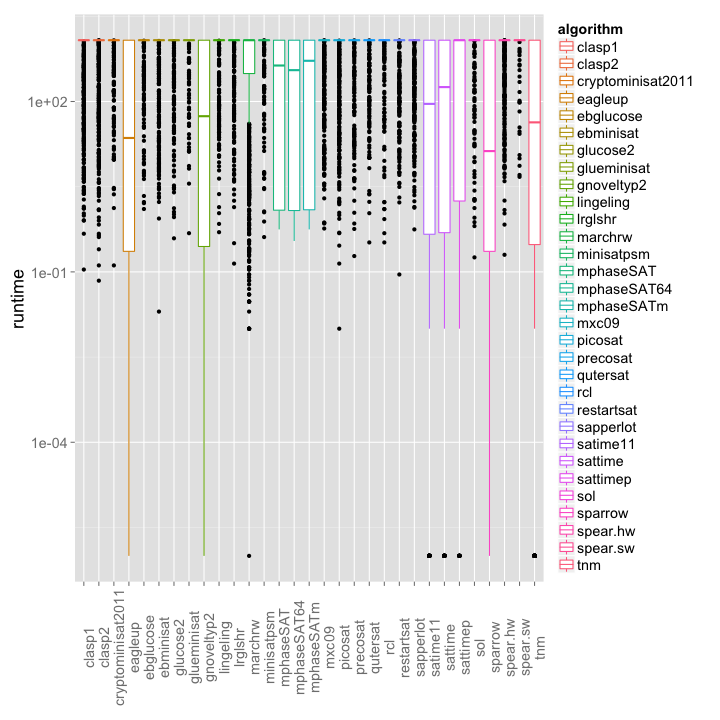 algorithm
clasp1
clasp2
cryptominisat2011
eagleup
ebglucose
ebminisat
glucose2
glueminisat
gnoveltyp2
lingeling
lrglshr
marchrw
minisatpsm
mphaseSAT
mphaseSAT64
mphaseSATm
mxc09
picosat
precosat
qutersat
rcl
restartsat
sapperlot
satime11
sattime
sattimep
sol
sparrow
spear.hw
spear.sw
tnm
1e+02
1e-01
1e-04
runtime
clasp1
clasp2
cryptominisat2011
eagleup
ebglucose
ebminisat
glucose2
glueminisat
gnoveltyp2
lingeling
lrglshr
marchrw
minisatpsm
mphaseSAT
mphaseSAT64
mphaseSATm
mxc09
picosat
precosat
qutersat
rcl
restartsat
sapperlot
satime11
sattime
sattimep
sol
sparrow
spear.hw
spear.sw
tnm